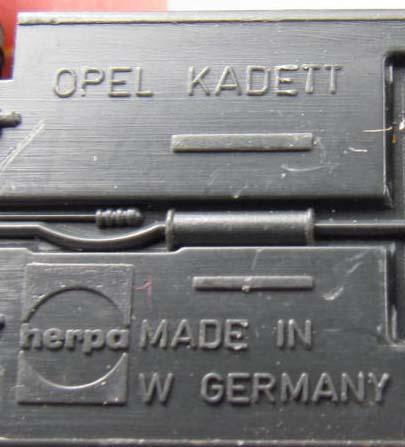 OPEL KADETT
herpa MADE IN
W GERMANY